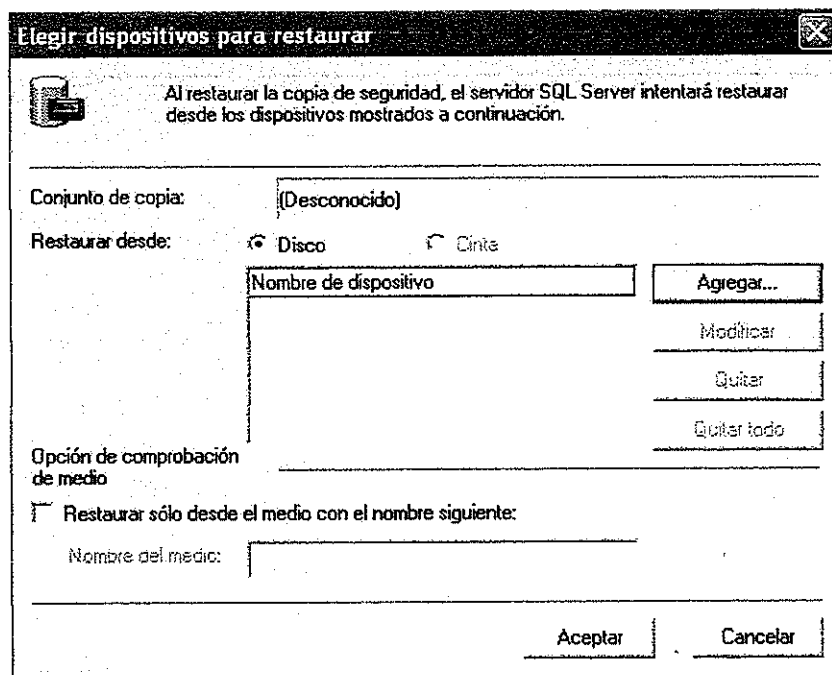 Elegir dispositivos para restaurar
Al restaurar la copia de seguridad, el servidor SQL Server intentará restaurar
desde los dispositivos mostrados a continuación.
Conjunto de copia: (Desconocido)
Restaurar desde: Disco Cinta
Nombre de dispositivo Agregar...
Modificar
Quitar
Quitar todo
Opción de comprobación
de medio
Restaurar sólo desde el medio con el nombre siguiente:
Nombre del medio:
Aceptar Cancelar